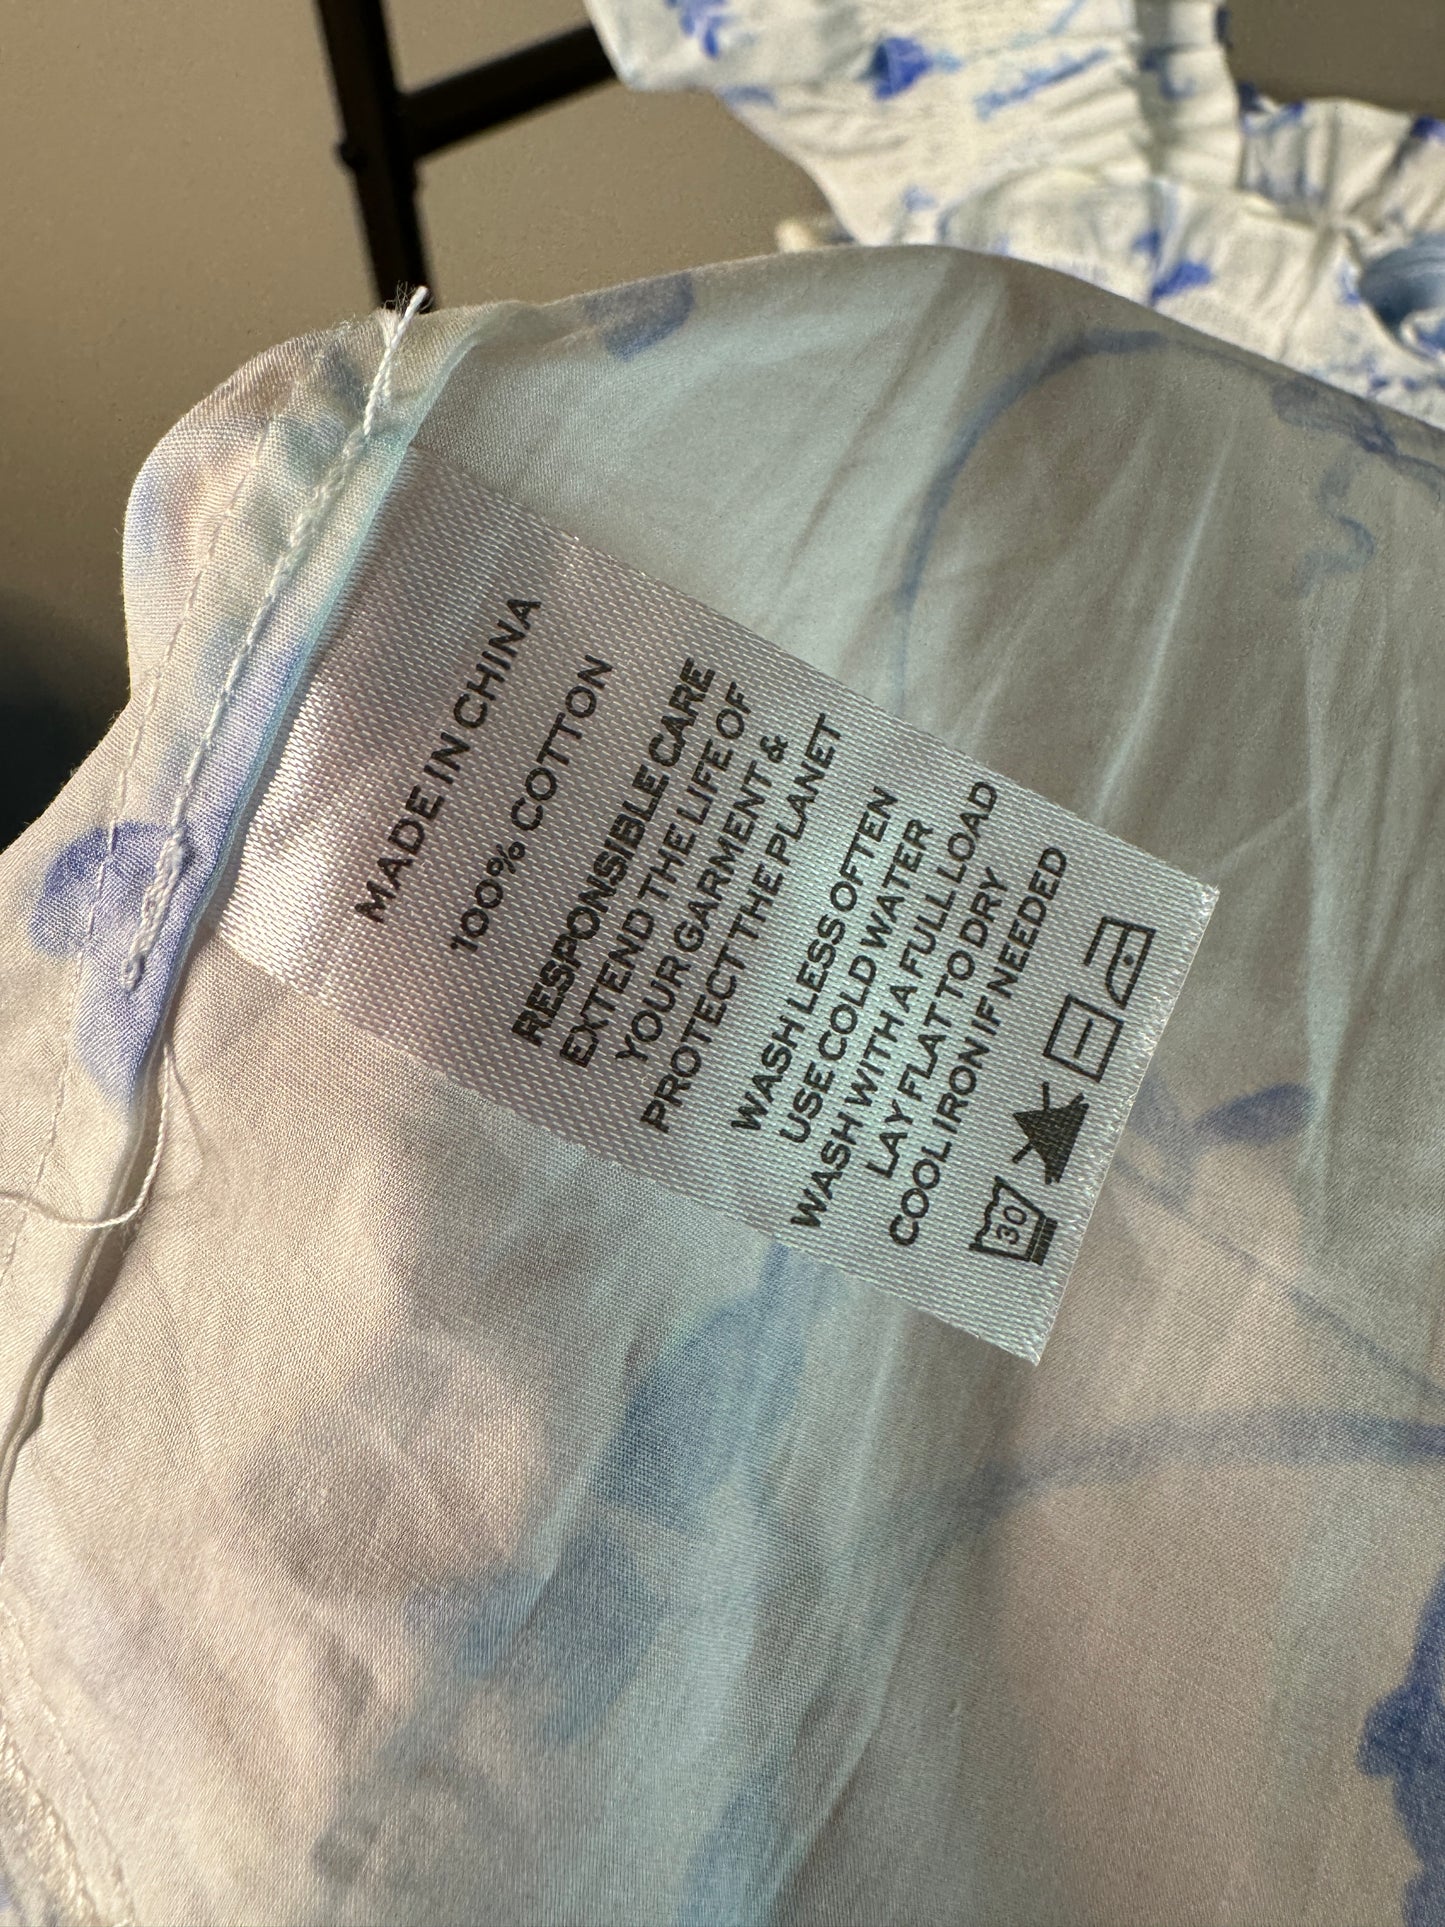 MADE IN CHINA
100% COTTON
RESPONSIBLE CARE
EXTEND THE LIFE OF
YOUR GARMENT &
PROTECT THE PLANET
WASH LESS OFTEN
USE COLD WATER
WASH WITH A FULL LOAD
LAY FLAT TO DRY
COOL IRON IF NEEDED
30